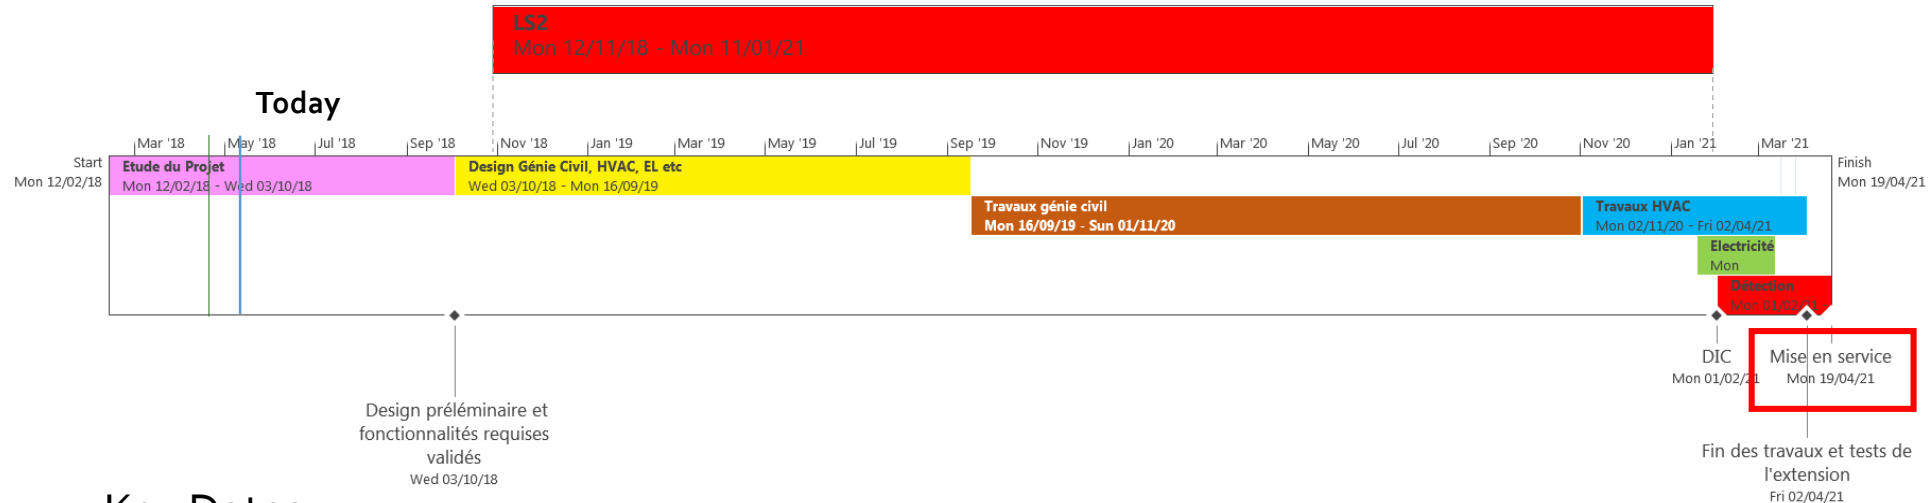 LS2
Mon 12/11/18 - Mon 11/01/21
Today
Mar '18 May '18 Jul '18 Sep '18 Nov '18 Jan '19 Mar '19 May '19 Jul '19 Sep '19 Nov '19 Jan '20 Mar '20 May '20 Jul '20 Sep '20 Nov '20 Jan '21 Mar '21
Start
Mon 12/02/18
Etude du Projet
Mon 12/02/18 - Wed 03/10/18
Design Génie Civil, HVAC, EL etc
Wed 03/10/18 - Mon 16/09/19
Finish
Mon 19/04/21
Travaux génie civil
Mon 16/09/19 - Sun 01/11/20
Travaux HVAC
Mon 02/11/20 - Fri 02/04/21
Electricité
Mon
Détection
Mon 01/02/21
DIC
Mon 01/02/21
Mise en service
Mon 19/04/21
Design préléminaire et
fonctionnalités requises
validés
Wed 03/10/18
Fin des travaux et tests de
l'extension
Fri 02/04/21